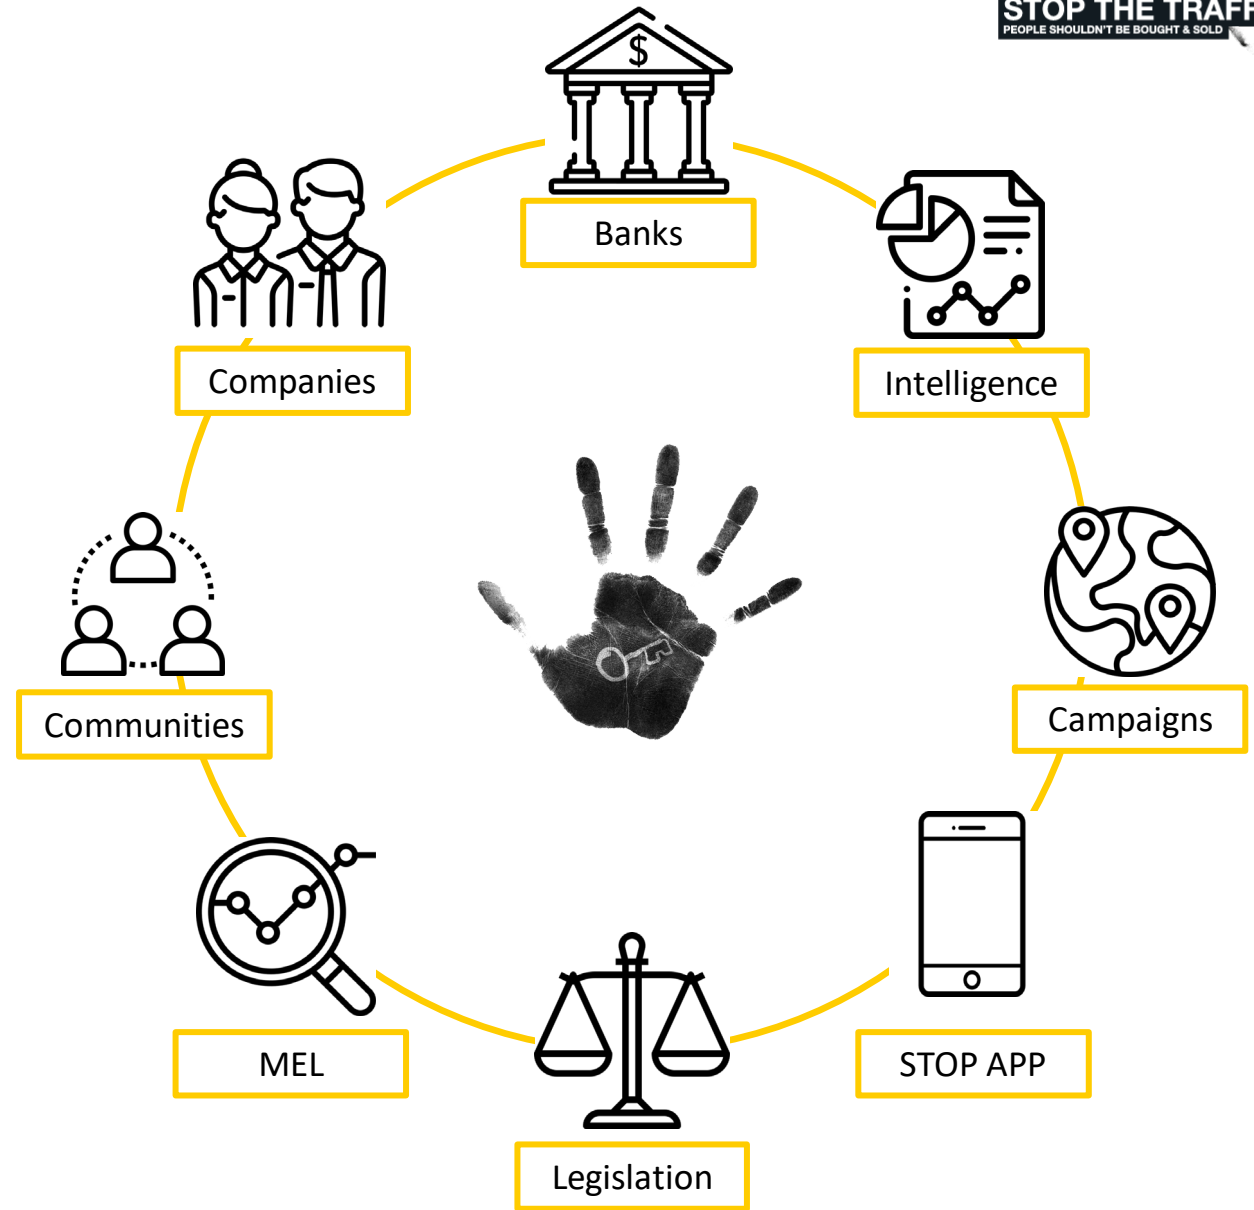 STOP THE TRAFF
PEOPLE SHOULDN'T BE BOUGHT & SOLD
$
Banks
Companies
Intelligence
Communities
Campaigns
MEL
STOP APP
Legislation